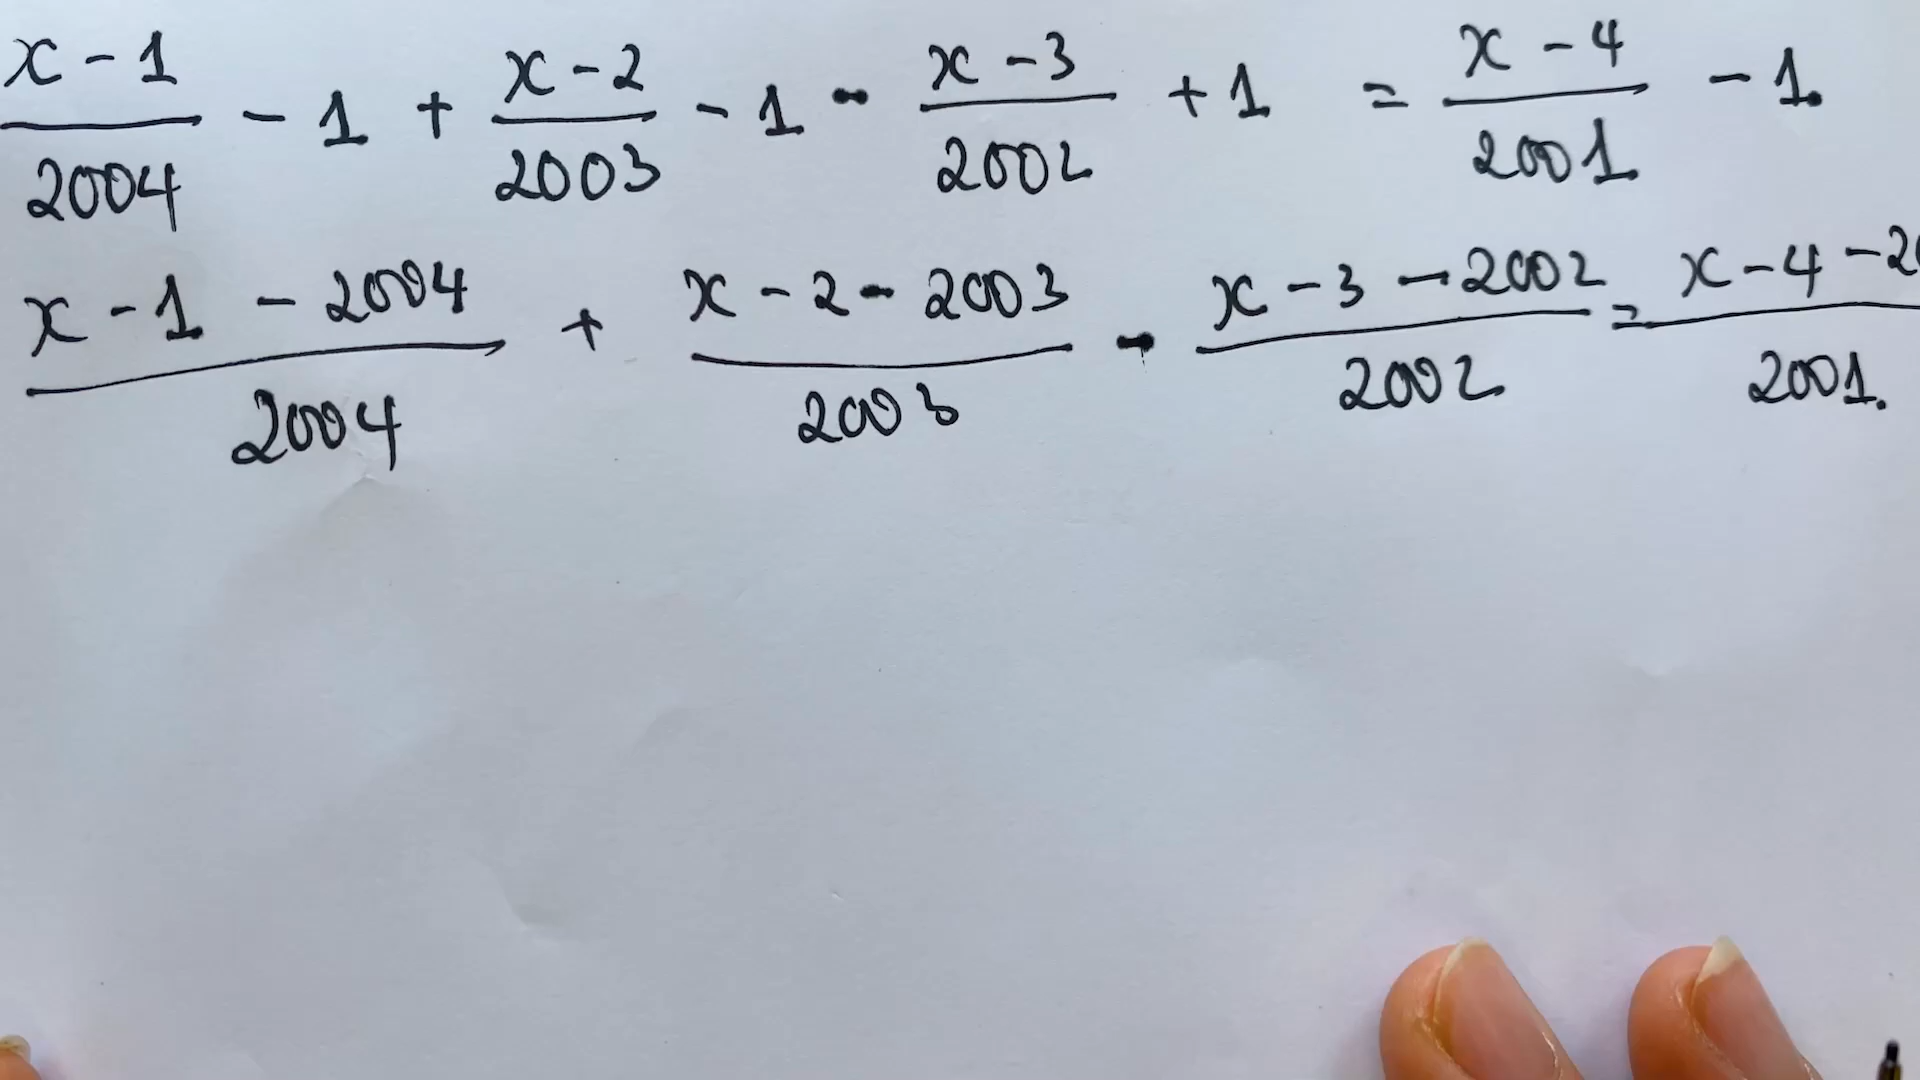 x - 1 / 2004 - 1 + x - 2 / 2003 - 1 - x - 3 / 2002 + 1 = x - 4 / 2001 - 1.
x - 1 - 2004 / 2004 + x - 2 - 2003 / 2003 - x - 3 - 2002 / 2002 = x - 4 - 20 / 2001.